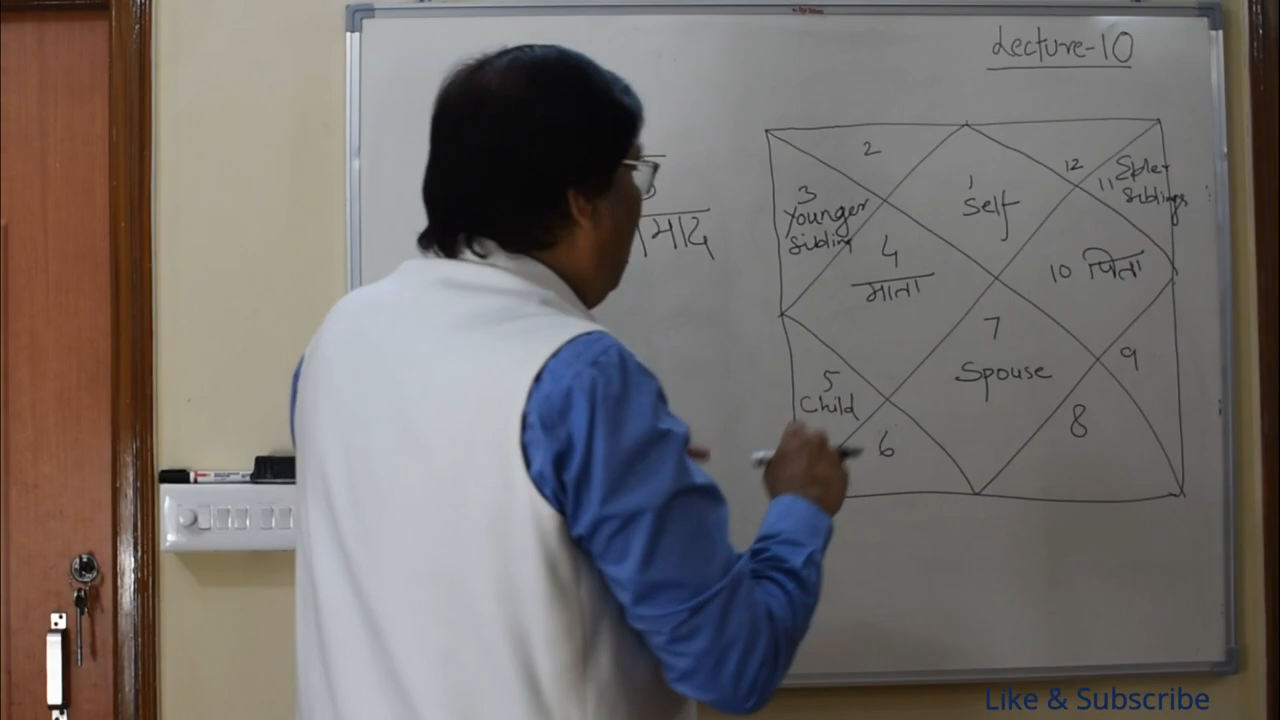 Lecture-10
2
12
1
Self
3
Younger
siblin
11 Elder
siblings
4
माता
10 पिता
7
Spouse
9
5
Child
6
8
Like & Subscribe